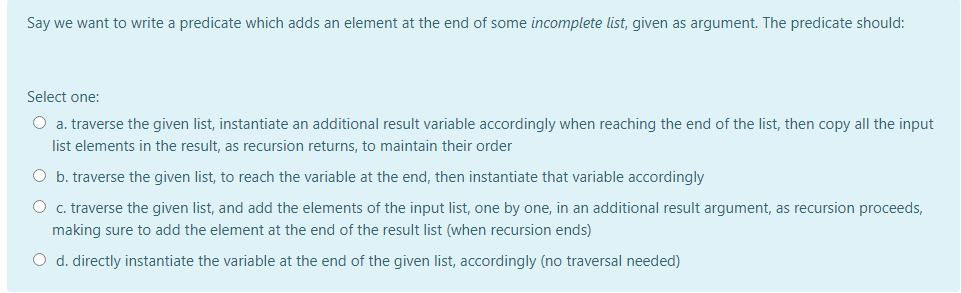 Say we want to write a predicate which adds an element at the end of some incomplete list, given as argument. The predicate should:
Select one:
a. traverse the given list, instantiate an additional result variable accordingly when reaching the end of the list, then copy all the input
list elements in the result, as recursion returns, to maintain their order
b. traverse the given list, to reach the variable at the end, then instantiate that variable accordingly
c. traverse the given list, and add the elements of the input list, one by one, in an additional result argument, as recursion proceeds,
making sure to add the element at the end of the result list (when recursion ends)
d. directly instantiate the variable at the end of the given list, accordingly (no traversal needed)